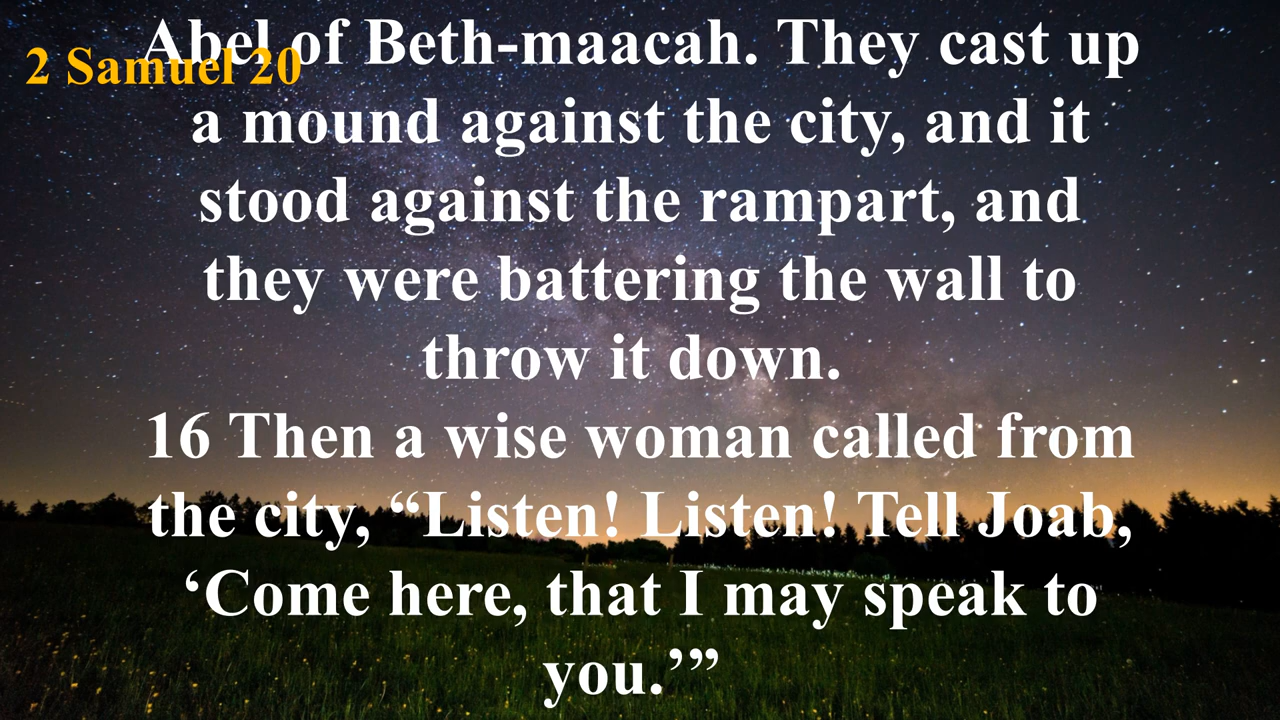 2 Samuel 20
Abel of Beth-maacah. They cast up
a mound against the city, and it
stood against the rampart, and
they were battering the wall to
throw it down.
16 Then a wise woman called from
the city, “Listen! Listen! Tell Joab,
‘Come here, that I may speak to
you.’”